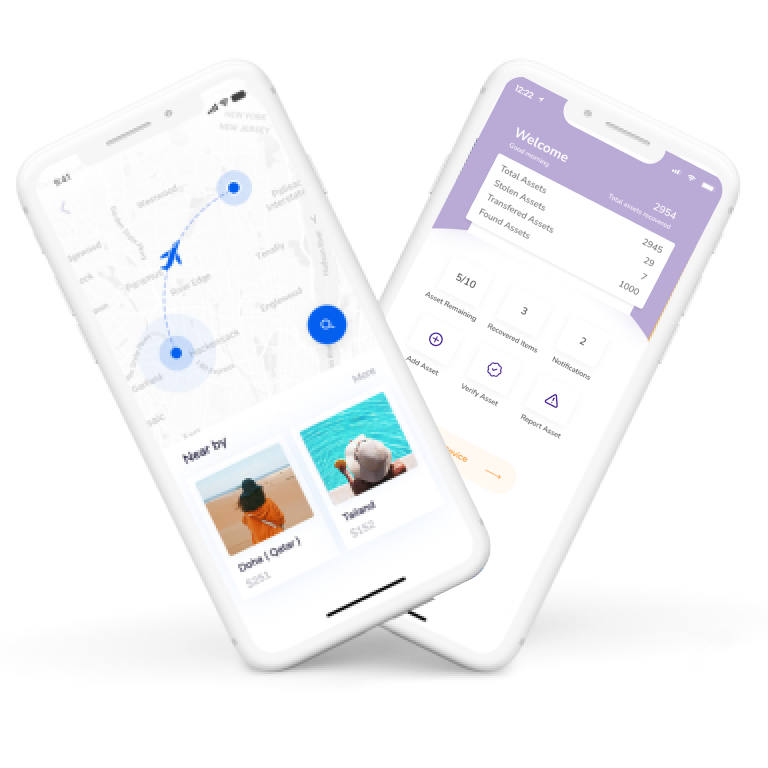 9:41
NEW YORK
NEW JERSEY
Westwood
Palisades
Interstate
Paramus
River Edge
Tenafly
Englewood
Hackensack
Garfield
More
Near by
Doha ( Qatar )
$251
Tailand
$152
12:22
Welcome
Good morning
2954
Total assets recovered
Total Assets 2945
Stolen Assets 29
Transfered Assets 7
Found Assets 1000
5/10
Asset Remaining
3
Recovered Items
2
Notifications
Add Asset
Verify Asset
Report Asset